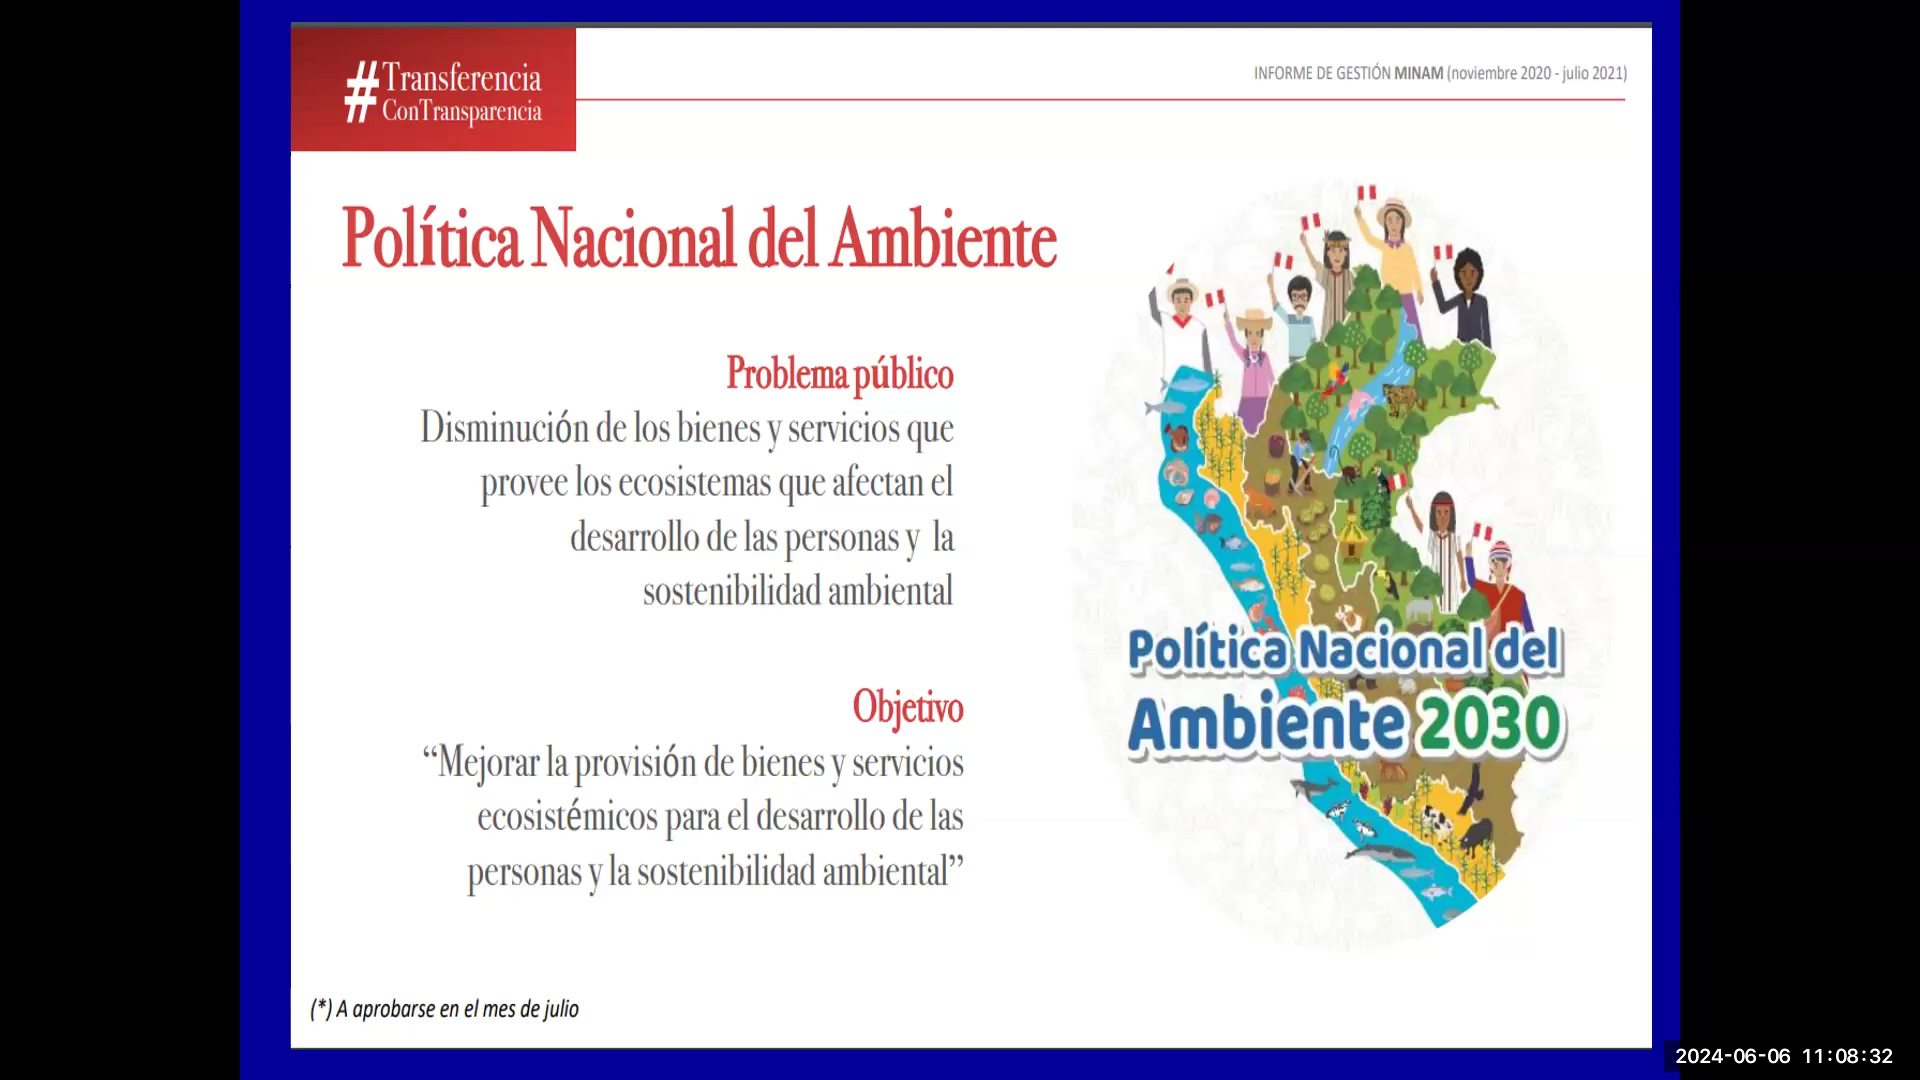 #Transferencia
ConTransparencia
INFORME DE GESTIÓN MINAM (noviembre 2020 - julio 2021)
Política Nacional del Ambiente
Problema público
Disminución de los bienes y servicios que
provee los ecosistemas que afectan el
desarrollo de las personas y la
sostenibilidad ambiental
Objetivo
“Mejorar la provisión de bienes y servicios
ecosistémicos para el desarrollo de las
personas y la sostenibilidad ambiental”
Política Nacional del
Ambiente 2030
(*) A aprobarse en el mes de julio
2024-06-06 11:08:32